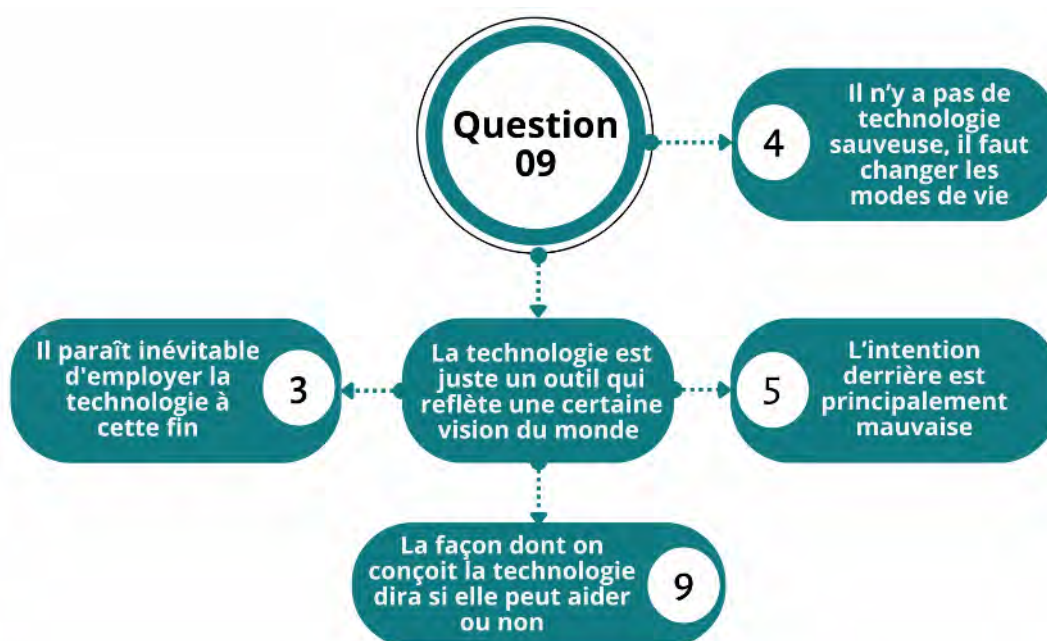 Question
09
4
Il n'y a pas de
technologie
sauveuse, il faut
changer les
modes de vie
Il paraît inévitable
d'employer la
technologie à
cette fin
3
La technologie est
juste un outil qui
reflète une certaine
vision du monde
5
L'intention
derrière est
principalement
mauvaise
La façon dont on
conçoit la technologie
dira si elle peut aider
ou non
9